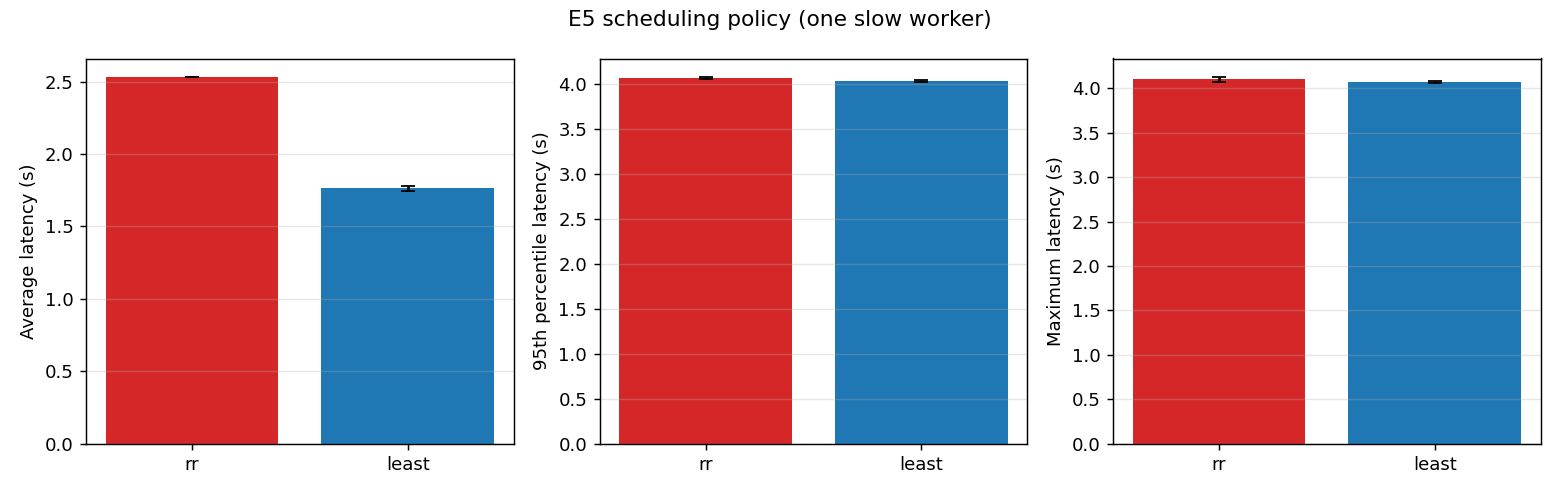 E5 scheduling policy (one slow worker)
Average latency (s)
2.5
2.0
1.5
1.0
0.5
0.0
rr
least
95th percentile latency (s)
4.0
3.5
3.0
2.5
2.0
1.5
1.0
0.5
0.0
rr
least
Maximum latency (s)
4.0
3.5
3.0
2.5
2.0
1.5
1.0
0.5
0.0
rr
least